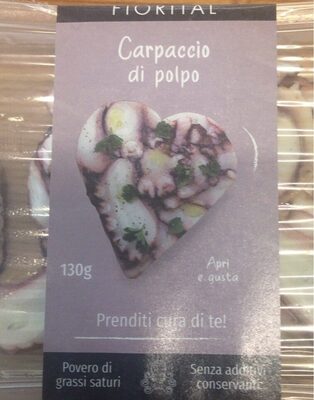 FIORITAL
Carpaccio
di polpo
130g
Apri
e gusta
Prenditi cura di te!
Povero di
grassi saturi
Senza additivi
conservanti